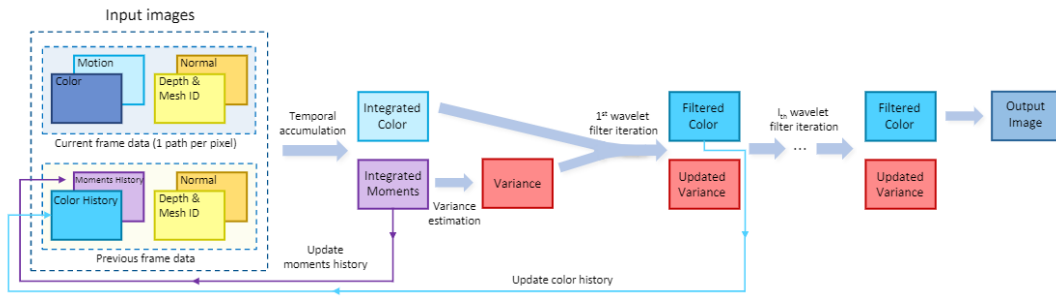 Input images
Motion
Color
Normal
Depth &
Mesh ID
Current frame data (1 path per pixel)
Moments History
Color History
Normal
Depth &
Mesh ID
Previous frame data
Temporal
accumulation
Integrated
Color
Integrated
Moments
Variance
estimation
Variance
Update
moments history
1st wavelet
filter iteration
Filtered
Color
Updated
Variance
Update color history
I_th wavelet
filter iteration
...
Filtered
Color
Updated
Variance
Output
Image